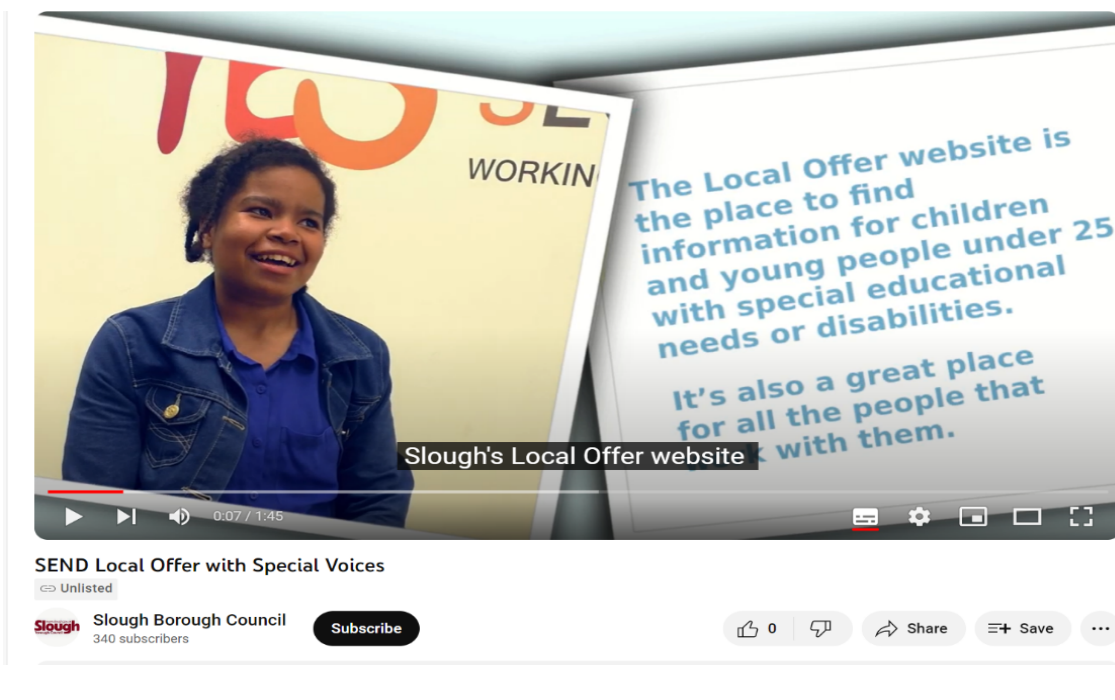 WORKIN
The Local Offer website is
the place to find
information for children
and young people under 25
with special educational
needs or disabilities.
It’s also a great place
for all the people that
with them.
Slough's Local Offer website
0:07 / 1:45
SEND Local Offer with Special Voices
Unlisted
Slough
Slough Borough Council
340 subscribers
Subscribe
0
Share
Save